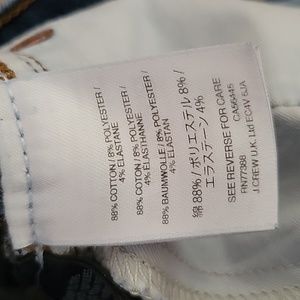 88% COTTON/ 8% POLYESTER/
4% ELASTANE
88% COTON/ 8% POLYESTER/
4% ELASTHANNE
88% BAUMWOLLE/ 8% POLYESTER/
4% ELASTAN
綿 88% / ポリエステル 8% /
エラステーン 4%
SEE REVERSE FOR CARE
CA56445
RN77388
J.CREW U.K. Ltd EC4V 6JA